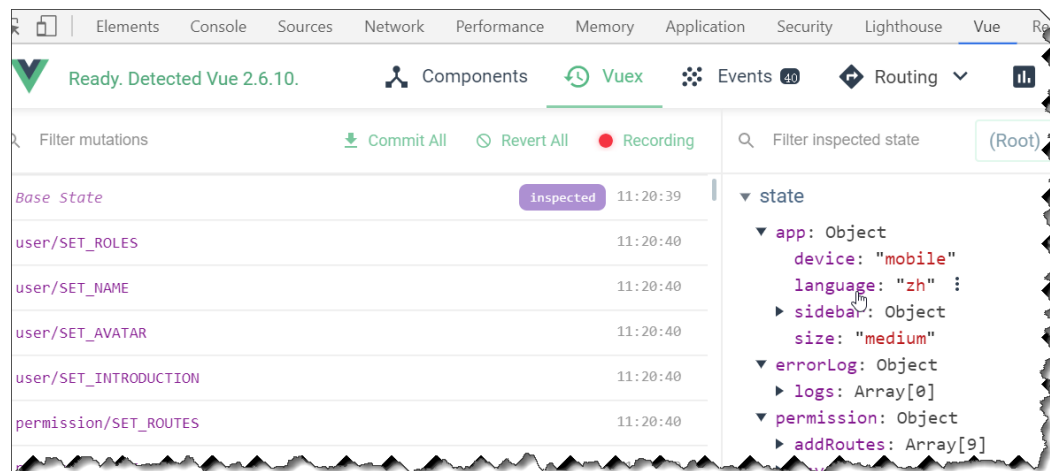 Elements Console Sources Network Performance Memory Application Security Lighthouse Vue Re
Ready. Detected Vue 2.6.10. Components Vuex Events 40 Routing
Filter mutations Commit All Revert All Recording Filter inspected state (Root)
Base State inspected 11:20:39
user/SET_ROLES 11:20:40
user/SET_NAME 11:20:40
user/SET_AVATAR 11:20:40
user/SET_INTRODUCTION 11:20:40
permission/SET_ROUTES 11:20:40
state
app: Object
device: "mobile"
language: "zh"
sidebar: Object
size: "medium"
errorLog: Object
logs: Array[0]
permission: Object
addRoutes: Array[9]